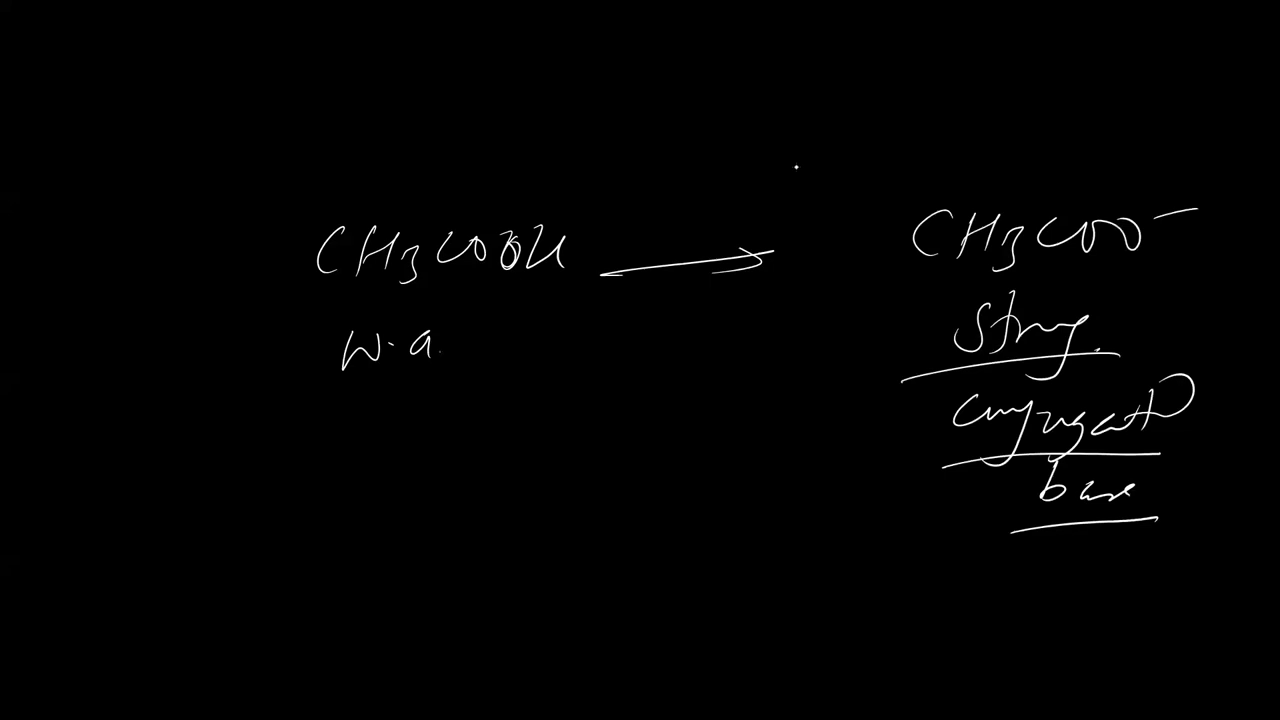 CH3COOH → CH3COO⁻
w.a.
strong
conjugate
base